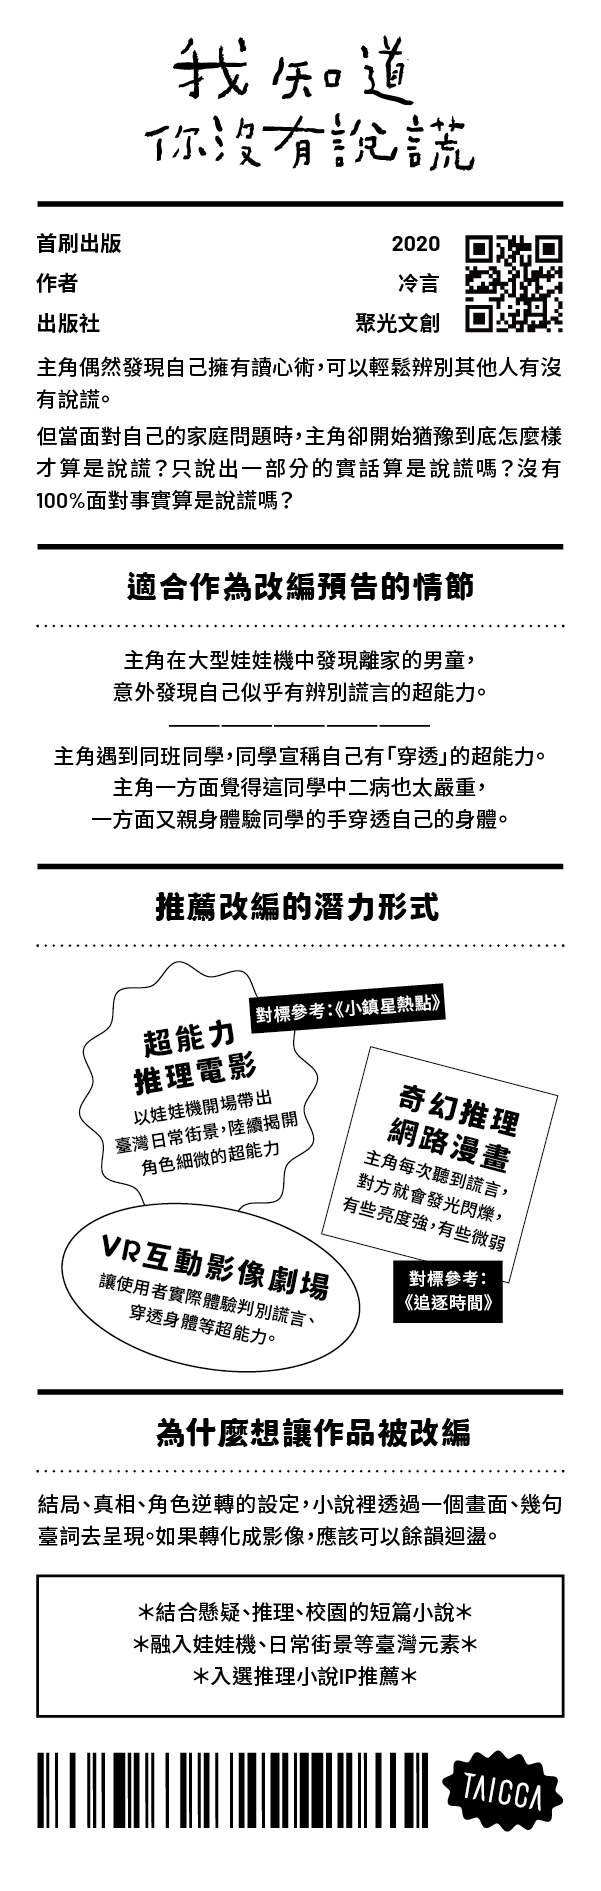 我知道
你沒有說謊
首刷出版 2020
作者 冷言
出版社 聚光文創
主角偶然發現自己擁有讀心術，可以輕鬆辨別其他人有沒
有說謊。
但當面對自己的家庭問題時，主角卻開始猶豫到底怎麼樣
才算是說謊？只說出一部分的實話算是說謊嗎？沒有
100%面對事實算是說謊嗎？
適合作為改編預告的情節
主角在大型娃娃機中發現離家的男童，
意外發現自己似乎有辨別謊言的超能力。
主角遇到同班同學，同學宣稱自己有「穿透」的超能力。
主角一方面覺得這同學中二病也太嚴重，
一方面又親身體驗同學的手穿透自己的身體。
推薦改編的潛力形式
對標參考：《小鎮星熱點》
超能力
推理電影
以娃娃機開場帶出
臺灣日常街景，陸續揭開
角色細微的超能力
奇幻推理
網路漫畫
主角每次聽到謊言，
對方就會發光閃爍，
有些亮度強，有些微弱
對標參考：
《追逐時間》
VR互動影像劇場
讓使用者實際體驗判別謊言、
穿透身體等超能力。
為什麼想讓作品被改編
結局、真相、角色逆轉的設定，小說裡透過一個畫面、幾句
臺詞去呈現。如果轉化成影像，應該可以餘韻迴盪。
＊結合懸疑、推理、校園的短篇小說＊
＊融入娃娃機、日常街景等臺灣元素＊
＊入選推理小說IP推薦＊
TAICCA